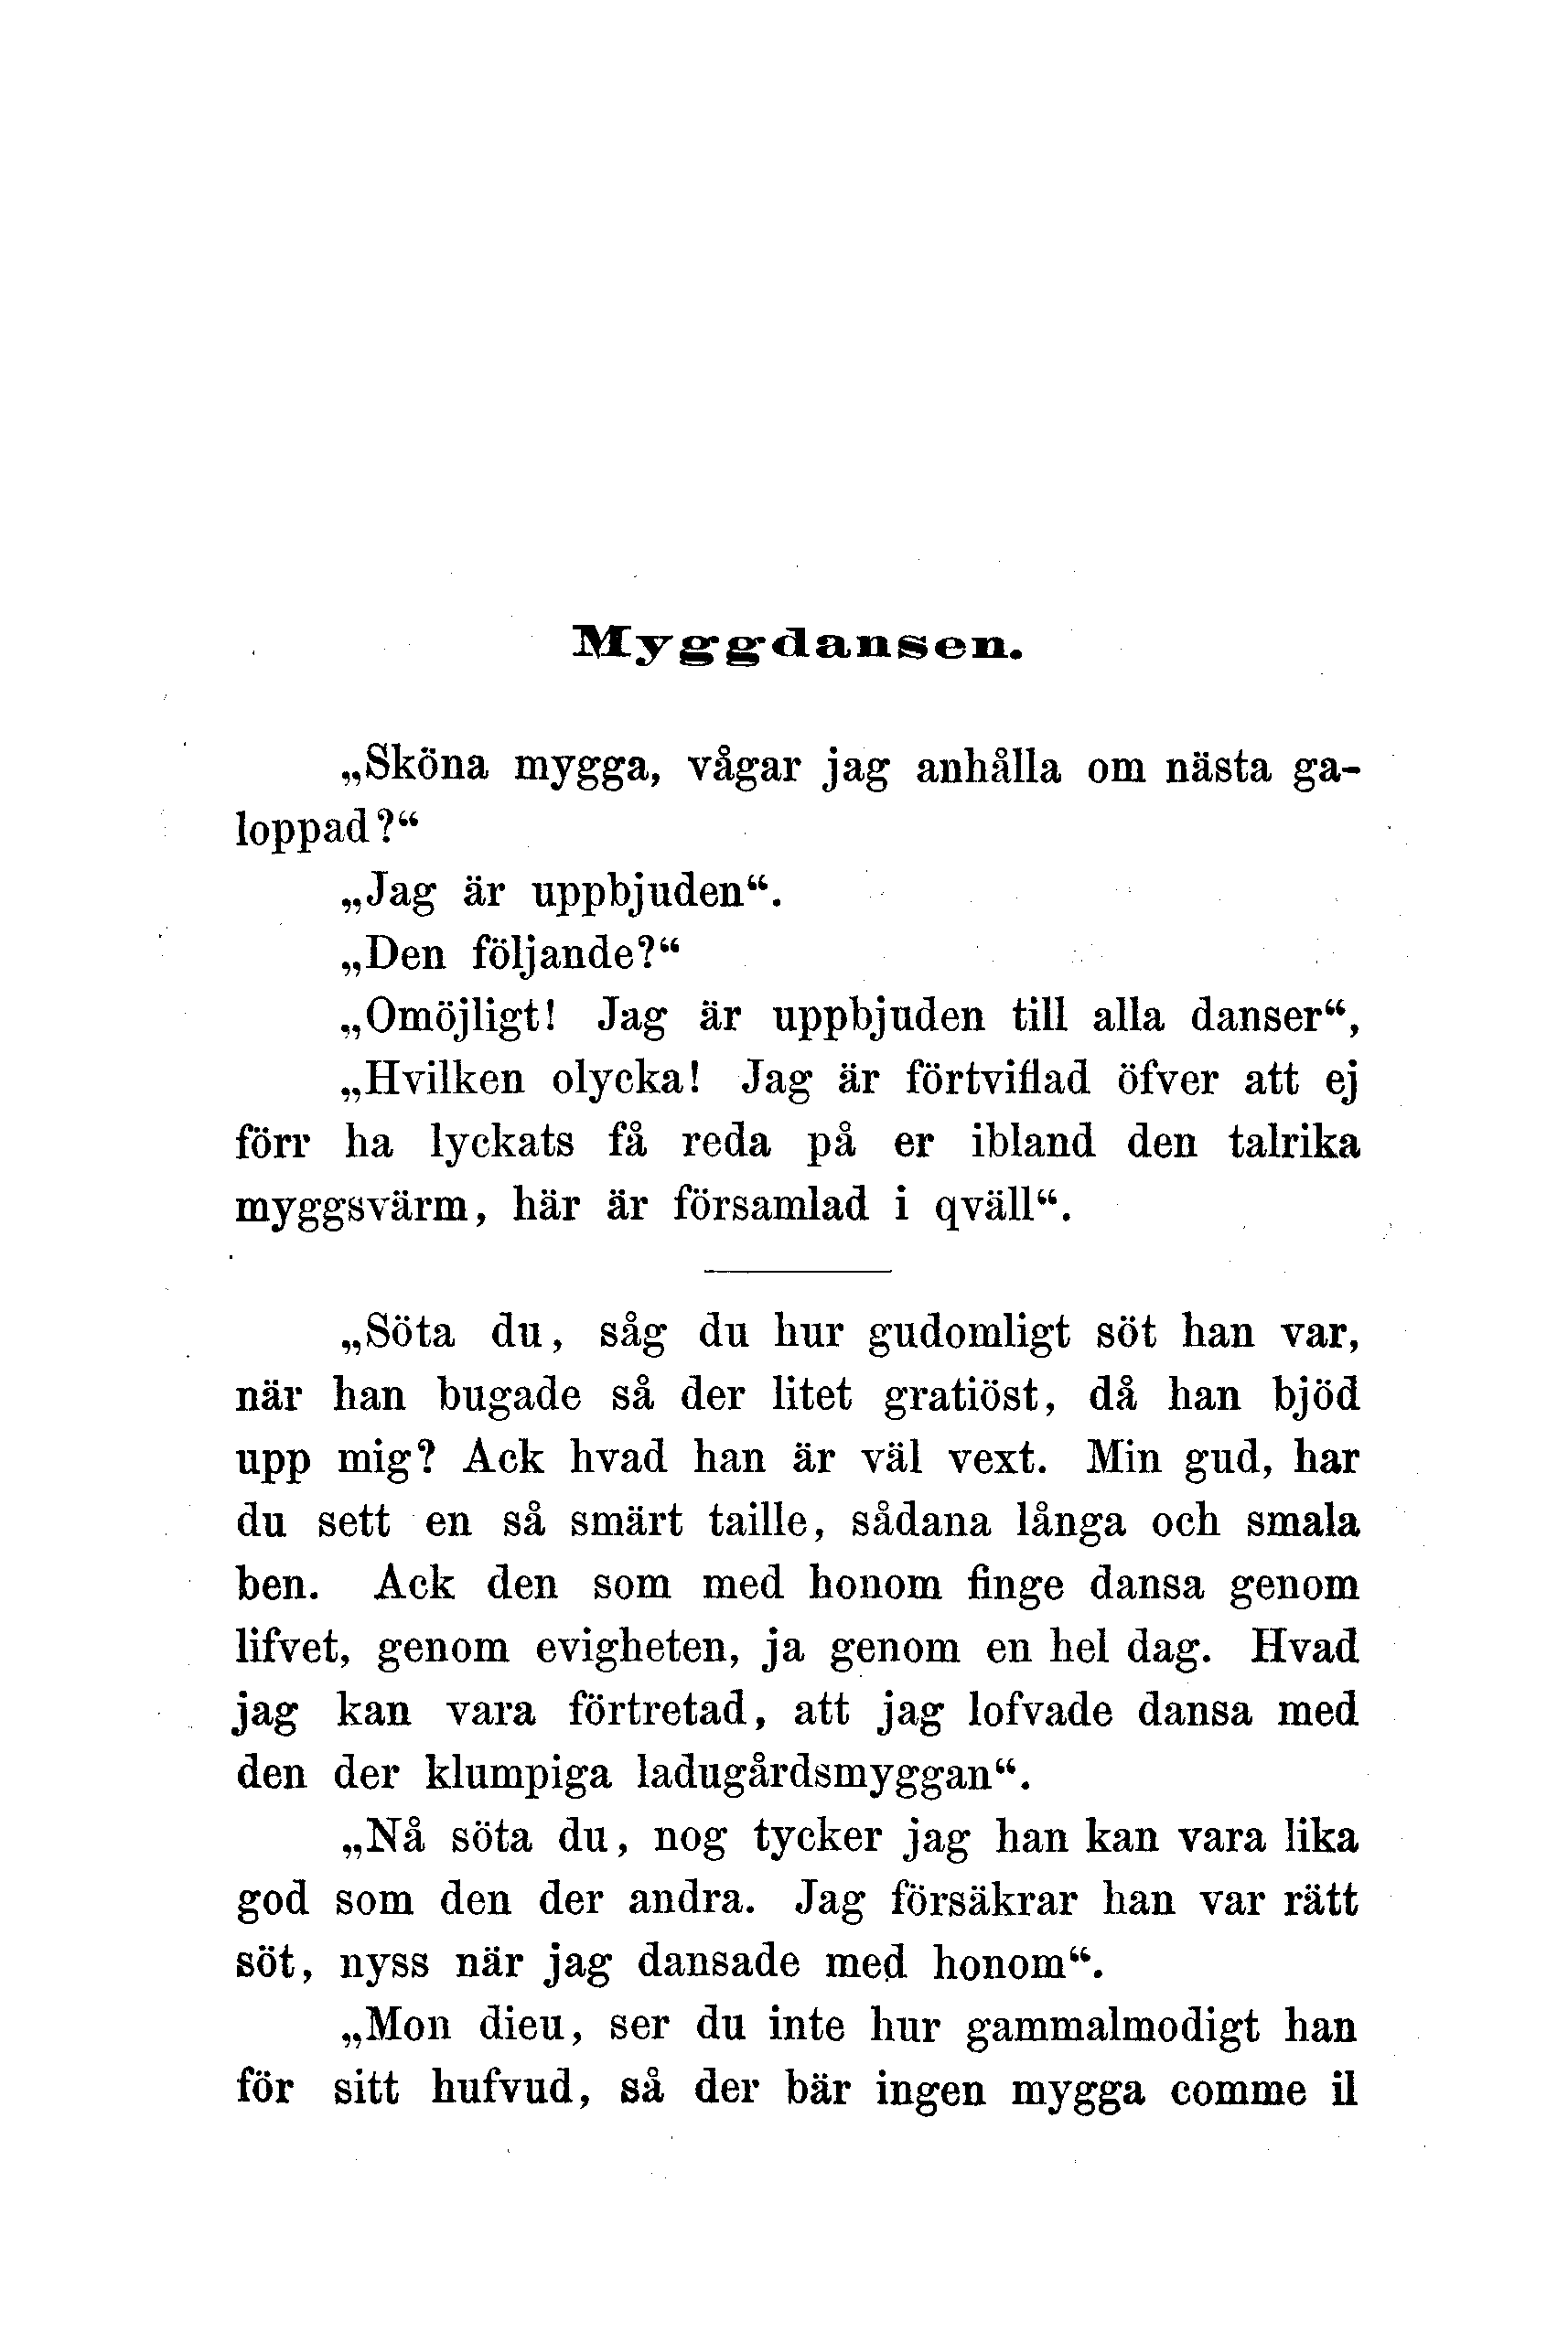 Myggdansen.
„Sköna mygga, vågar jag anhålla om nästa ga-
loppad?“
„Jag är uppbjuden“.
„Den följande?“
„Omöjligt! Jag är uppbjuden till alla danser“,
„Hvilken olycka! Jag är förtviflad öfver att ej
förr ha lyckats få reda på er ibland den talrika
myggsvärm, här är församlad i qväll“.
„Söta du, såg du hur gudomligt söt han var,
när han bugade så der litet gratiöst, då han bjöd
upp mig? Ack hvad han är väl vext. Min gud, har
du sett en så smärt taille, sådana långa och smala
ben. Ack den som med honom finge dansa genom
lifvet, genom evigheten, ja genom en hel dag. Hvad
jag kan vara förtretad, att jag lofvade dansa med
den der klumpiga ladugårdsmyggan“.
„Nå söta du, nog tycker jag han kan vara lika
god som den der andra. Jag försäkrar han var rätt
söt, nyss när jag dansade med honom“.
„Mon dieu, ser du inte hur gammalmodigt han
för sitt hufvud, så der bär ingen mygga comme il